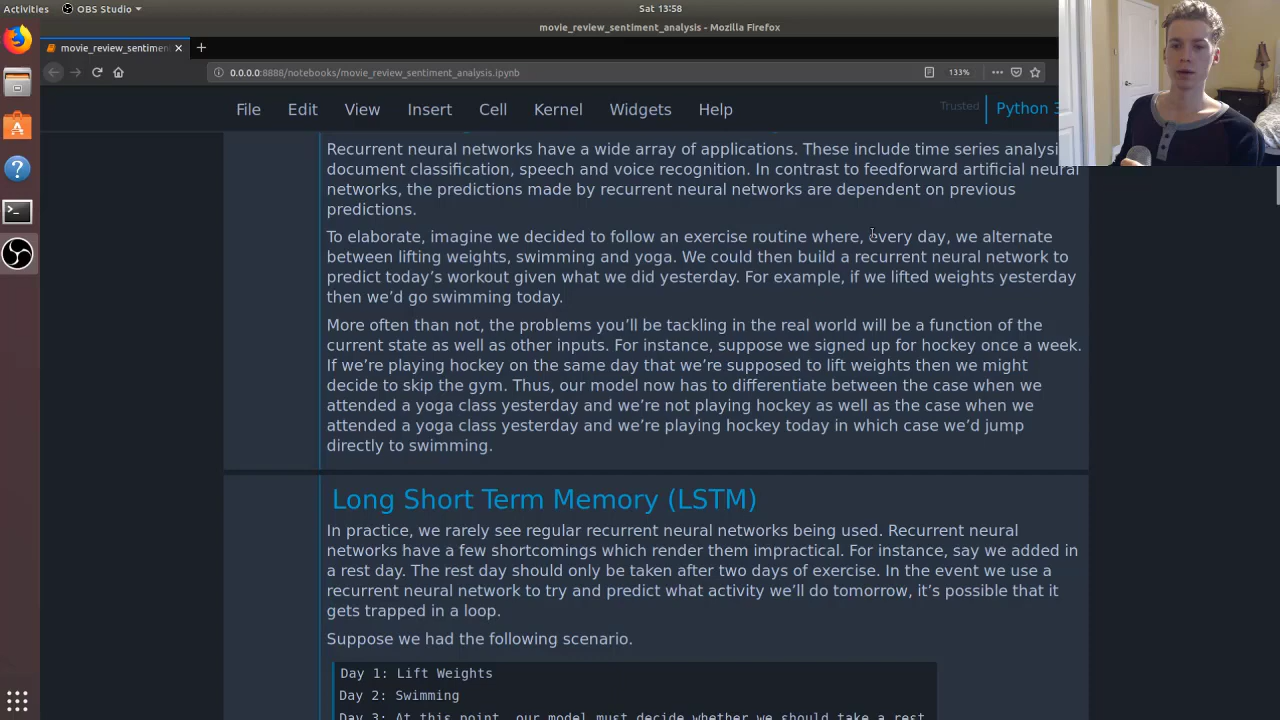 Activities
OBS Studio
Sat 13:58
movie_review_sentiment_analysis - Mozilla Firefox
movie_review_sentimen
0.0.0.0:8888/notebooks/movie_review_sentiment_analysis.ipynb
133%
File Edit View Insert Cell Kernel Widgets Help
Trusted
Python 3
Recurrent neural networks have a wide array of applications. These include time series analysi
document classification, speech and voice recognition. In contrast to feedforward artificial neural
networks, the predictions made by recurrent neural networks are dependent on previous
predictions.
To elaborate, imagine we decided to follow an exercise routine where, every day, we alternate
between lifting weights, swimming and yoga. We could then build a recurrent neural network to
predict today’s workout given what we did yesterday. For example, if we lifted weights yesterday
then we’d go swimming today.
More often than not, the problems you’ll be tackling in the real world will be a function of the
current state as well as other inputs. For instance, suppose we signed up for hockey once a week.
If we’re playing hockey on the same day that we’re supposed to lift weights then we might
decide to skip the gym. Thus, our model now has to differentiate between the case when we
attended a yoga class yesterday and we’re not playing hockey as well as the case when we
attended a yoga class yesterday and we’re playing hockey today in which case we’d jump
directly to swimming.
Long Short Term Memory (LSTM)
In practice, we rarely see regular recurrent neural networks being used. Recurrent neural
networks have a few shortcomings which render them impractical. For instance, say we added in
a rest day. The rest day should only be taken after two days of exercise. In the event we use a
recurrent neural network to try and predict what activity we’ll do tomorrow, it’s possible that it
gets trapped in a loop.
Suppose we had the following scenario.
Day 1: Lift Weights
Day 2: Swimming
Day 3: At this point, our model must decide whether we should take a rest